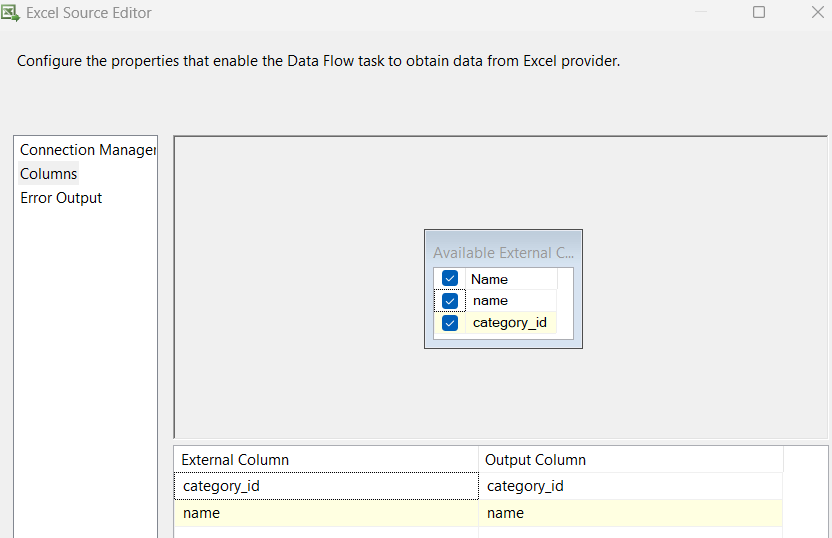 Excel Source Editor
Configure the properties that enable the Data Flow task to obtain data from Excel provider.
Connection Manager
Columns
Error Output
Available External C...
Name
name
category_id
External Column Output Column
category_id category_id
name name